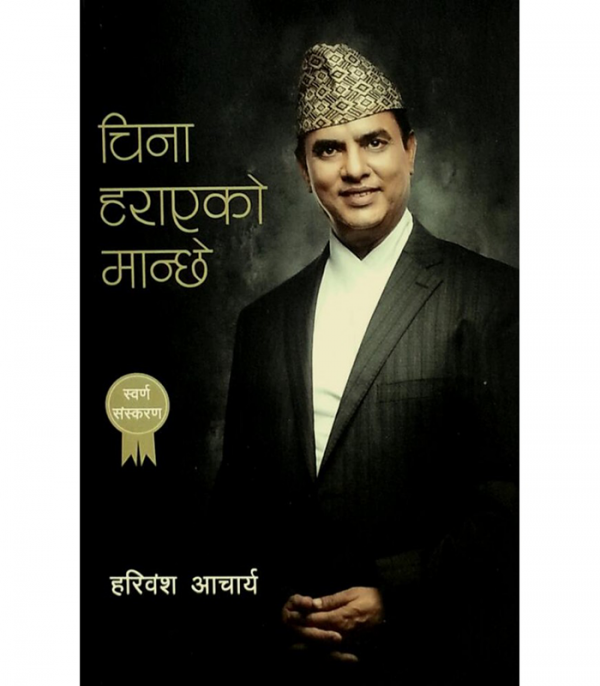 चिना
हराएको
मान्छे
स्वर्ण
संस्करण
हरिवंश आचार्य